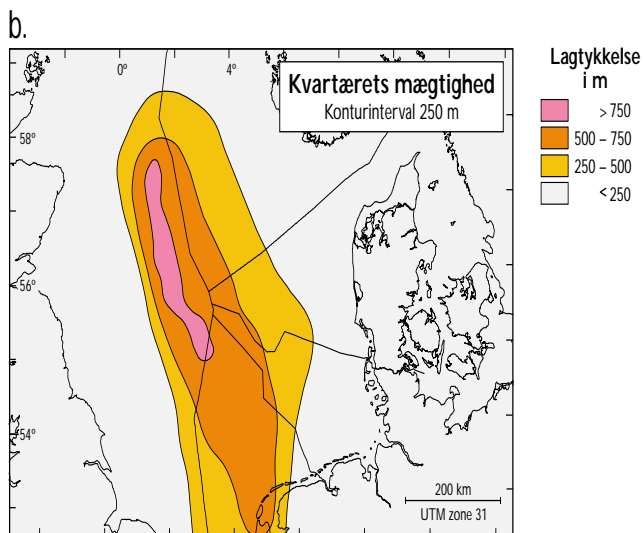 b.
0°
4°
58°
56°
54°
Kvartærets mægtighed
Konturinterval 250 m
Lagtykkelse
i m
> 750
500 – 750
250 – 500
< 250
200 km
UTM zone 31